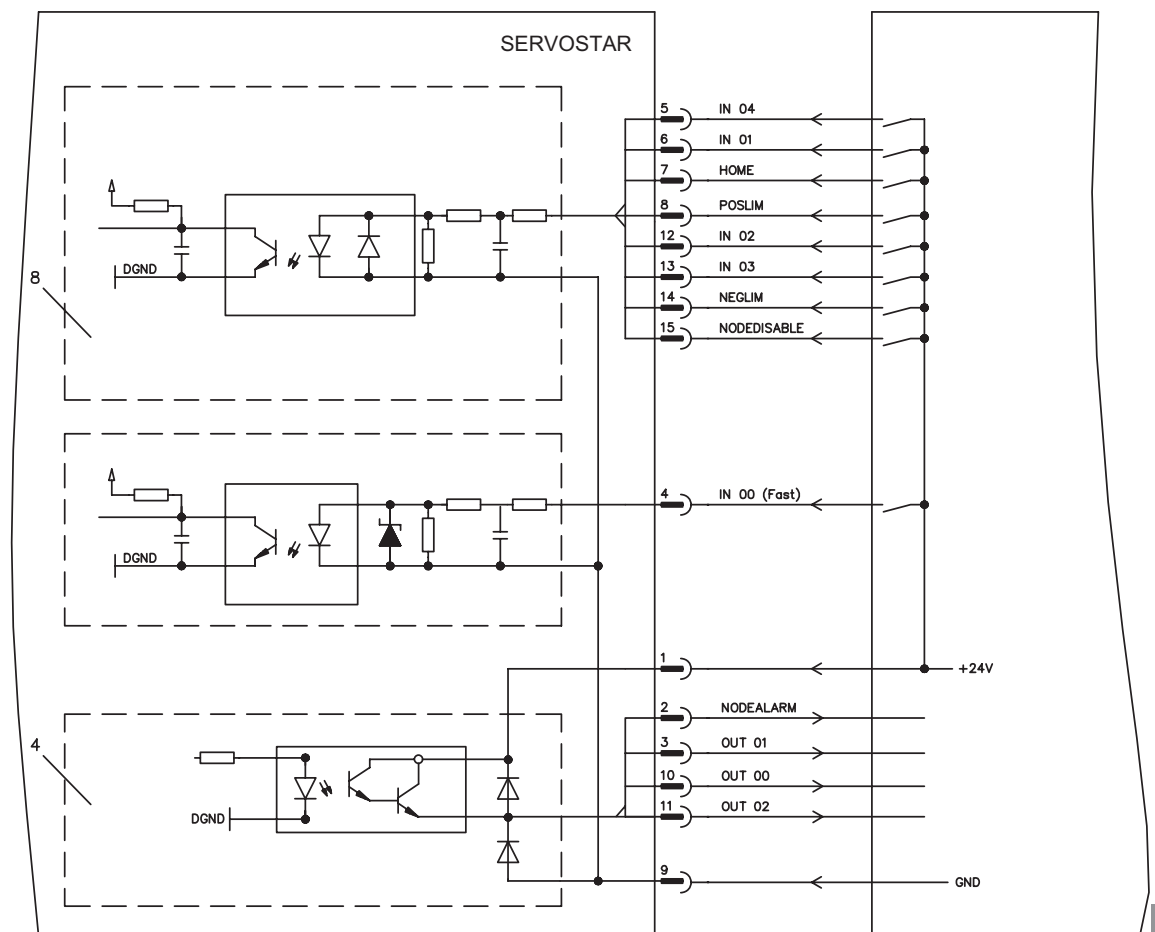 SERVOSTAR
5 IN 04
6 IN 01
7 HOME
8 POSLIM
12 IN 02
13 IN 03
14 NEGLIM
15 NODEDISABLE
DGND
8
4 IN 00 (Fast)
DGND
1 +24V
2 NODEALARM
3 OUT 01
10 OUT 00
11 OUT 02
4
DGND
9 GND